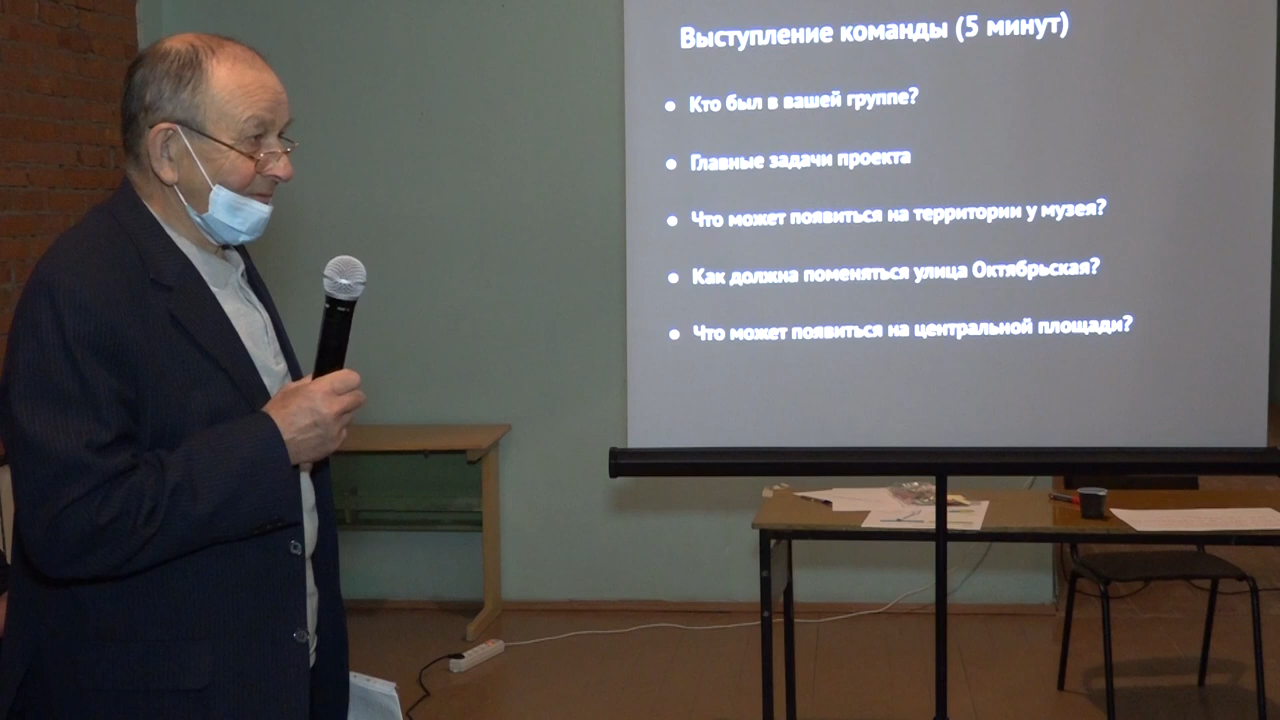 Выступление команды (5 минут)
• Кто был в вашей группе?
• Главные задачи проекта
• Что может появиться на территории у музея?
• Как должна поменяться улица Октябрьская?
• Что может появиться на центральной площади?